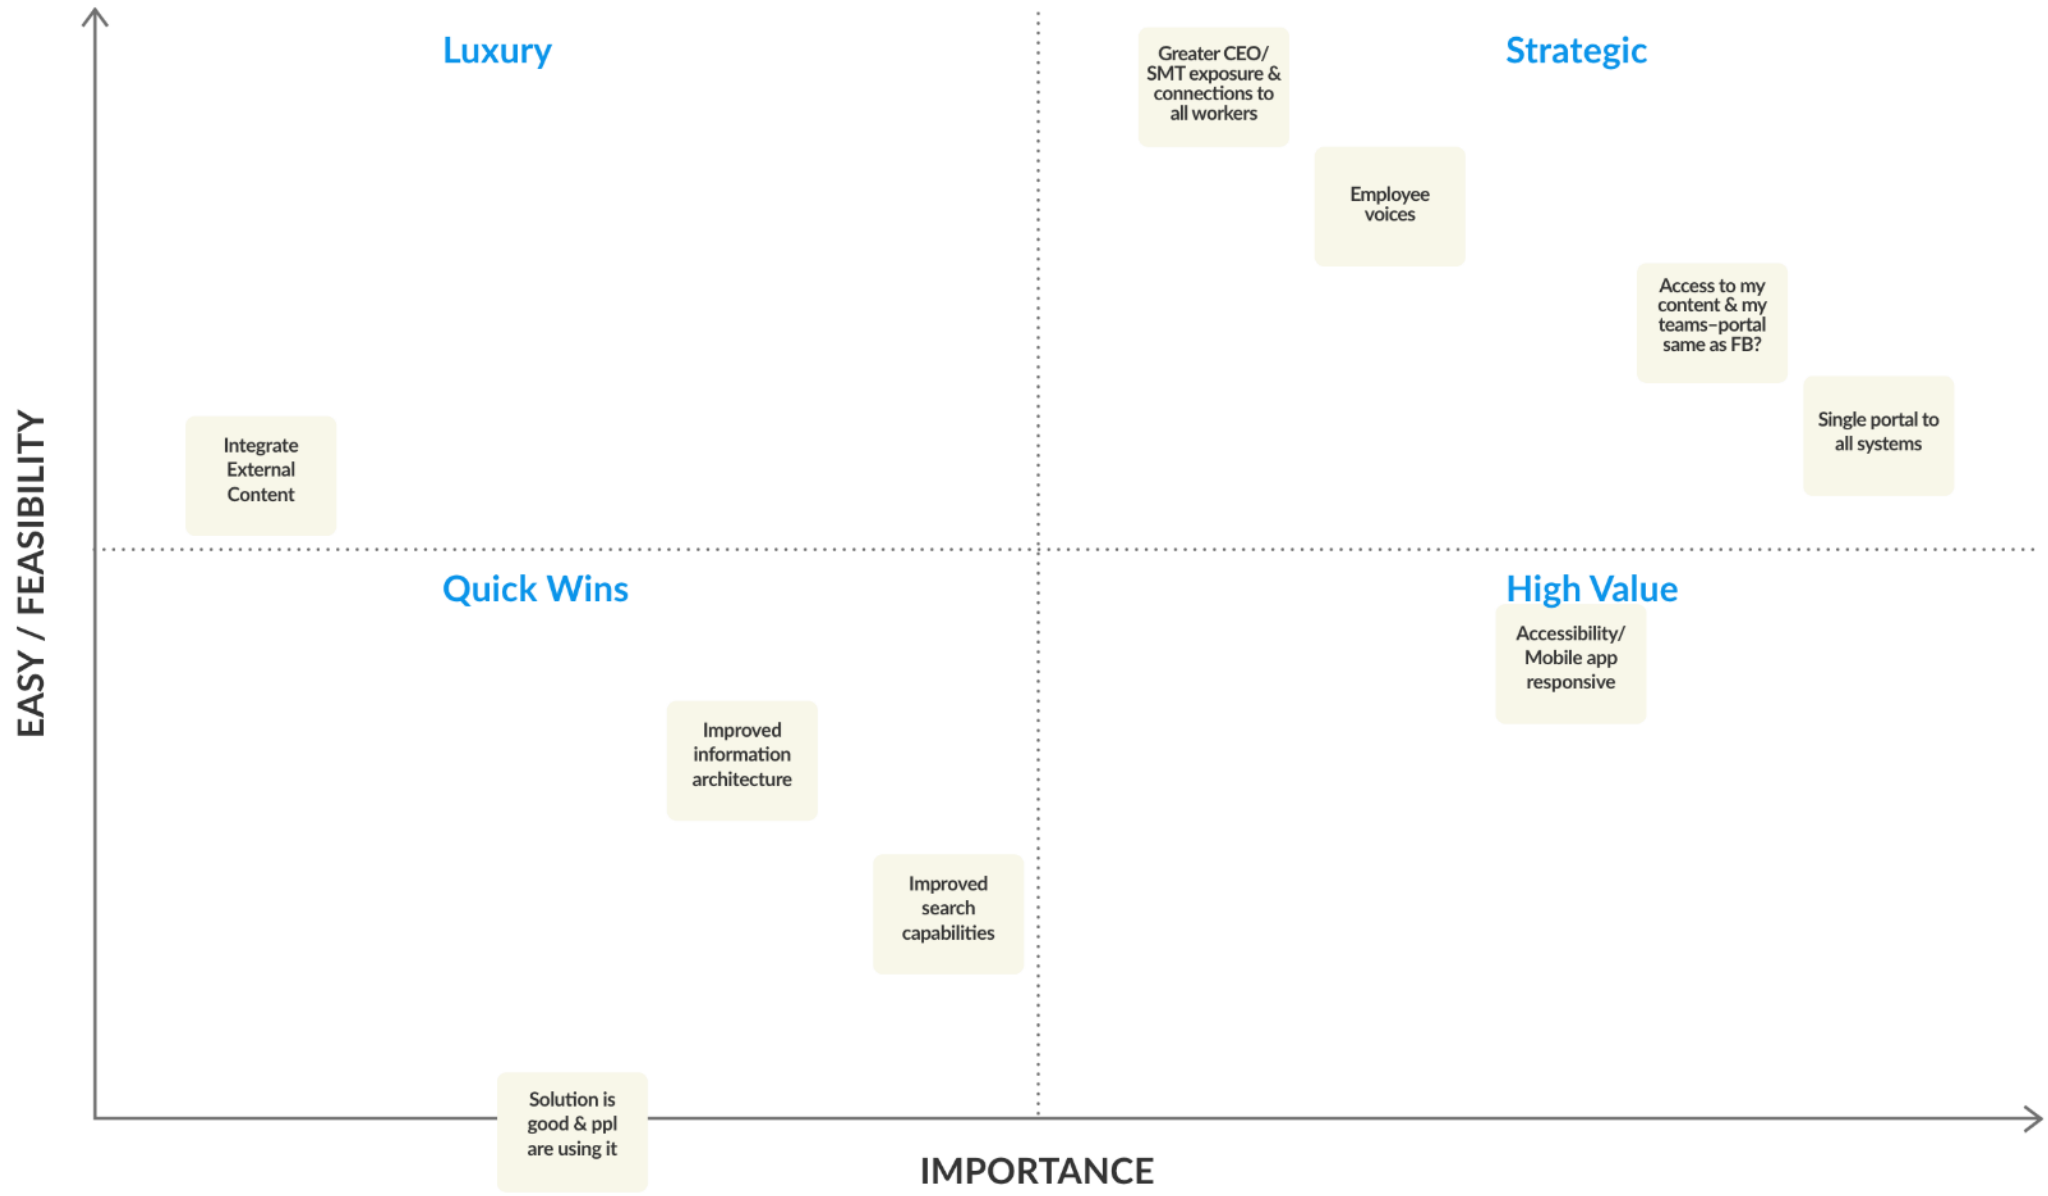 Luxury
Strategic
Greater CEO/
SMT exposure &
connections to
all workers
Employee
voices
Access to my
content & my
teams–portal
same as FB?
Single portal to
all systems
Integrate
External
Content
EASY / FEASIBILITY
Quick Wins
High Value
Accessibility/
Mobile app
responsive
Improved
information
architecture
Improved
search
capabilities
Solution is
good & ppl
are using it
IMPORTANCE